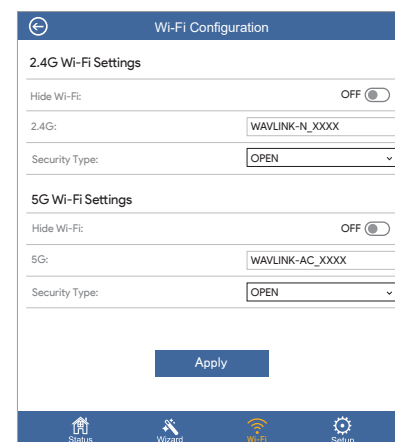 Wi-Fi Configuration
2.4G Wi-Fi Settings
Hide Wi-Fi: OFF
2.4G: WAVLINK-N_XXXX
Security Type: OPEN
5G Wi-Fi Settings
Hide Wi-Fi: OFF
5G: WAVLINK-AC_XXXX
Security Type: OPEN
Apply
Status Wizard Wi-Fi Setup